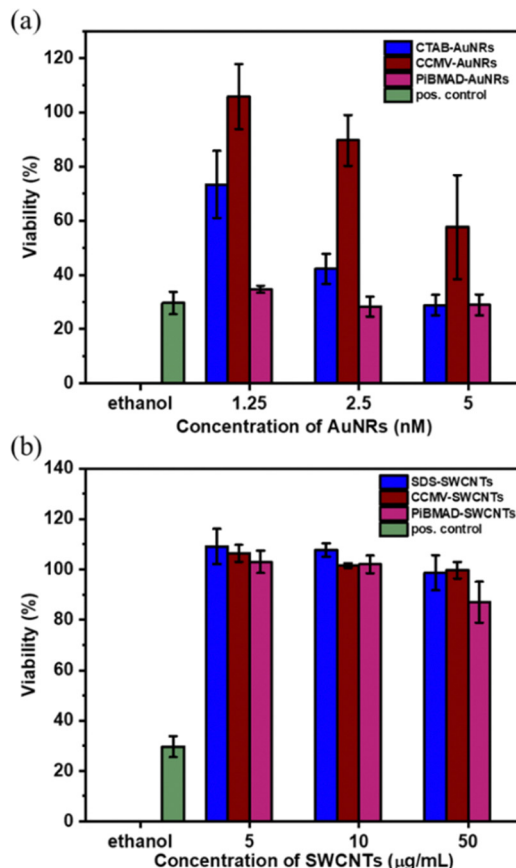 (a)
120
100
80
60
40
20
0
Viability (%)
CTAB-AuNRs
CCMV-AuNRs
PiBMAD-AuNRs
pos. control
ethanol 1.25 2.5 5
Concentration of AuNRs (nM)
(b)
140
120
100
80
60
40
20
0
Viability (%)
SDS-SWCNTs
CCMV-SWCNTs
PiBMAD-SWCNTs
pos. control
ethanol 5 10 50
Concentration of SWCNTs (μg/mL)